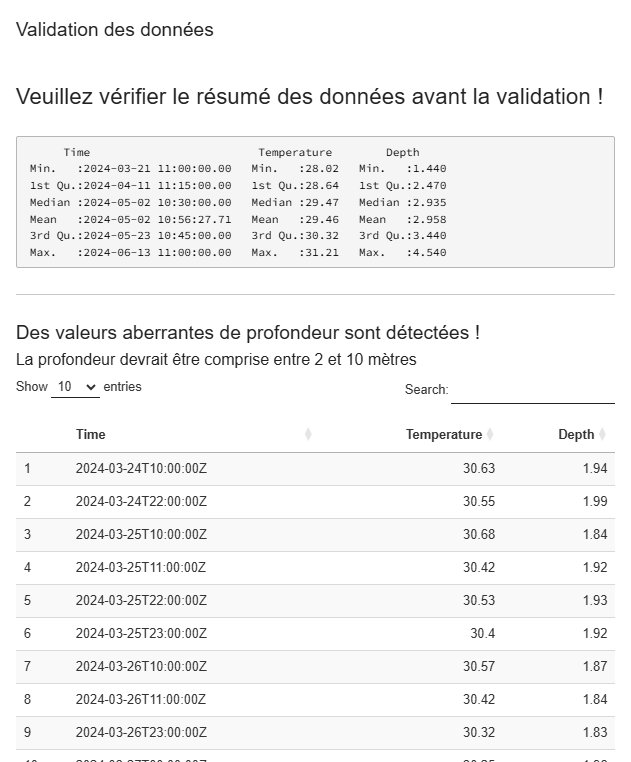 Validation des données
Veuillez vérifier le résumé des données avant la validation !
Time Temperature Depth
Min. :2024-03-21 11:00:00.00 Min. :28.02 Min. :1.440
1st Qu.:2024-04-11 11:15:00.00 1st Qu.:28.64 1st Qu.:2.470
Median :2024-05-02 10:30:00.00 Median :29.47 Median :2.935
Mean :2024-05-02 10:56:27.71 Mean :29.46 Mean :2.958
3rd Qu.:2024-05-23 10:45:00.00 3rd Qu.:30.32 3rd Qu.:3.440
Max. :2024-06-13 11:00:00.00 Max. :31.21 Max. :4.540
Des valeurs aberrantes de profondeur sont détectées !
La profondeur devrait être comprise entre 2 et 10 mètres
Show 10 entries Search:
Time Temperature Depth
1 2024-03-24T10:00:00Z 30.63 1.94
2 2024-03-24T22:00:00Z 30.55 1.99
3 2024-03-25T10:00:00Z 30.68 1.84
4 2024-03-25T11:00:00Z 30.42 1.92
5 2024-03-25T22:00:00Z 30.53 1.93
6 2024-03-25T23:00:00Z 30.4 1.92
7 2024-03-26T10:00:00Z 30.57 1.87
8 2024-03-26T11:00:00Z 30.42 1.84
9 2024-03-26T23:00:00Z 30.32 1.83